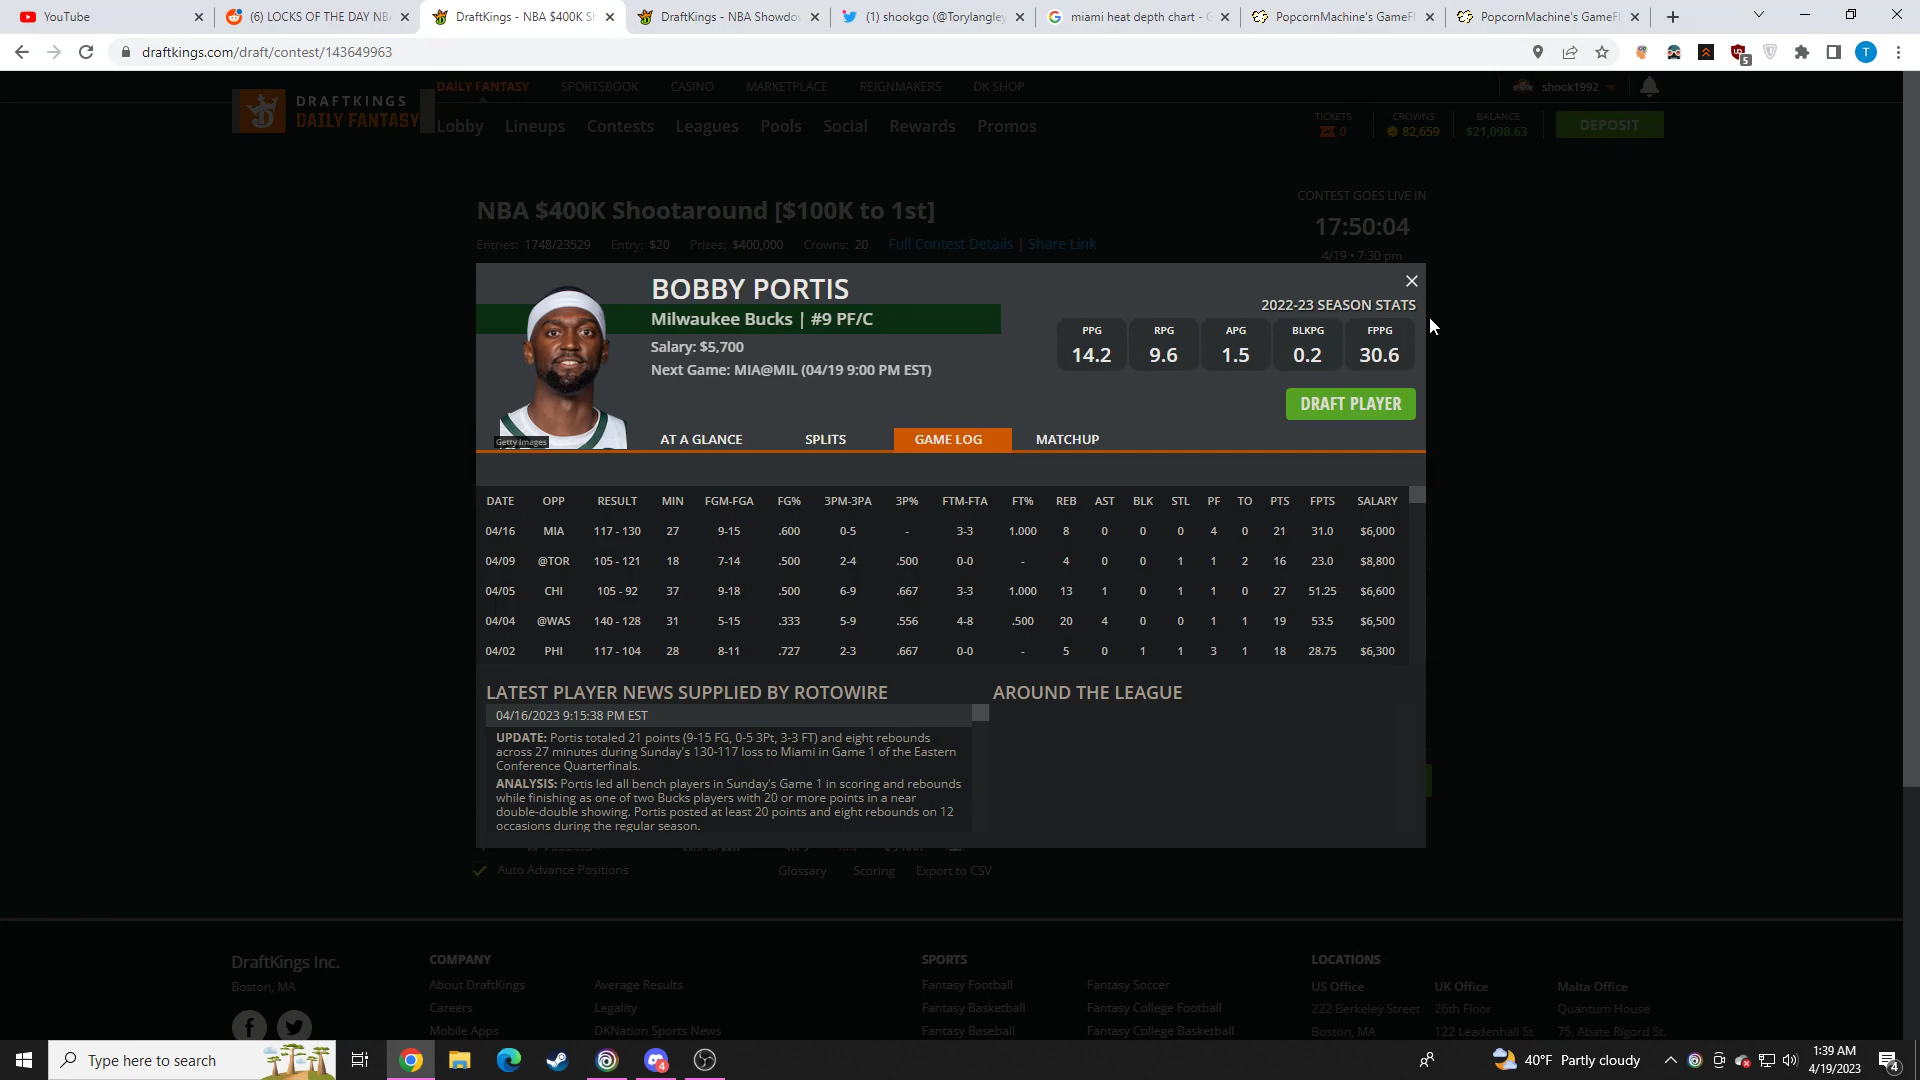 YouTube
(6) LOCKS OF THE DAY NBA
DraftKings - NBA $400K Sh
DraftKings - NBA Showdo
(1) shookgo (@Torylangley
miami heat depth chart - G
PopcornMachine's GameFl
PopcornMachine's GameFl
draftkings.com/draft/contest/143649963
5
T
DRAFTKINGS
DAILY FANTASY
DAILY FANTASY SPORTSBOOK CASINO MARKETPLACE REIGNMAKERS DK SHOP
shook1992
Lobby Lineups Contests Leagues Pools Social Rewards Promos
TICKETS
0
CROWNS
82,659
BALANCE
$21,098.63
DEPOSIT
NBA $400K Shootaround [$100K to 1st]
Entries: 1748/23529 Entry: $20 Prizes: $400,000 Crowns: 20 Full Contest Details | Share Link
CONTEST GOES LIVE IN
17:50:04
4/19 • 7:30 pm
BOBBY PORTIS
Milwaukee Bucks | #9 PF/C
Salary: $5,700
Next Game: MIA@MIL (04/19 9:00 PM EST)
Getty Images
2022-23 SEASON STATS
PPG RPG APG BLKPG FPPG
14.2 9.6 1.5 0.2 30.6
DRAFT PLAYER
AT A GLANCE SPLITS GAME LOG MATCHUP
DATE OPP RESULT MIN FGM-FGA FG% 3PM-3PA 3P% FTM-FTA FT% REB AST BLK STL PF TO PTS FPTS SALARY
04/16 MIA 117 - 130 27 9-15 .600 0-5 - 3-3 1.000 8 0 0 0 4 0 21 31.0 $6,000
04/09 @TOR 105 - 121 18 7-14 .500 2-4 .500 0-0 - 4 0 0 1 1 2 16 23.0 $8,800
04/05 CHI 105 - 92 37 9-18 .500 6-9 .667 3-3 1.000 13 1 0 1 1 0 27 51.25 $6,600
04/04 @WAS 140 - 128 31 5-15 .333 5-9 .556 4-8 .500 20 4 0 0 1 1 19 53.5 $6,500
04/02 PHI 117 - 104 28 8-11 .727 2-3 .667 0-0 - 5 0 1 1 3 1 18 28.75 $6,300
LATEST PLAYER NEWS SUPPLIED BY ROTOWIRE
04/16/2023 9:15:38 PM EST
UPDATE: Portis totaled 21 points (9-15 FG, 0-5 3Pt, 3-3 FT) and eight rebounds
across 27 minutes during Sunday's 130-117 loss to Miami in Game 1 of the Eastern
Conference Quarterfinals.
ANALYSIS: Portis led all bench players in Sunday's Game 1 in scoring and rebounds
while finishing as one of two Bucks players with 20 or more points in a near
double-double showing. Portis posted at least 20 points and eight rebounds on 12
occasions during the regular season.
AROUND THE LEAGUE
Auto Advance Positions
Glossary Scoring Export to CSV
DraftKings Inc.
Boston, MA
COMPANY
About DraftKings
Careers
Mobile Apps
Average Results
Legality
DKNation Sports News
SPORTS
Fantasy Football
Fantasy Basketball
Fantasy Baseball
Fantasy Soccer
Fantasy College Football
Fantasy College Basketball
LOCATIONS
US Office
222 Berkeley Street
Boston, MA
UK Office
26th Floor
122 Leadenhall St
Malta Office
Quantum House
75, Abate Rigord St.
Type here to search
4
40°F Partly cloudy
1:39 AM
4/19/2023
4